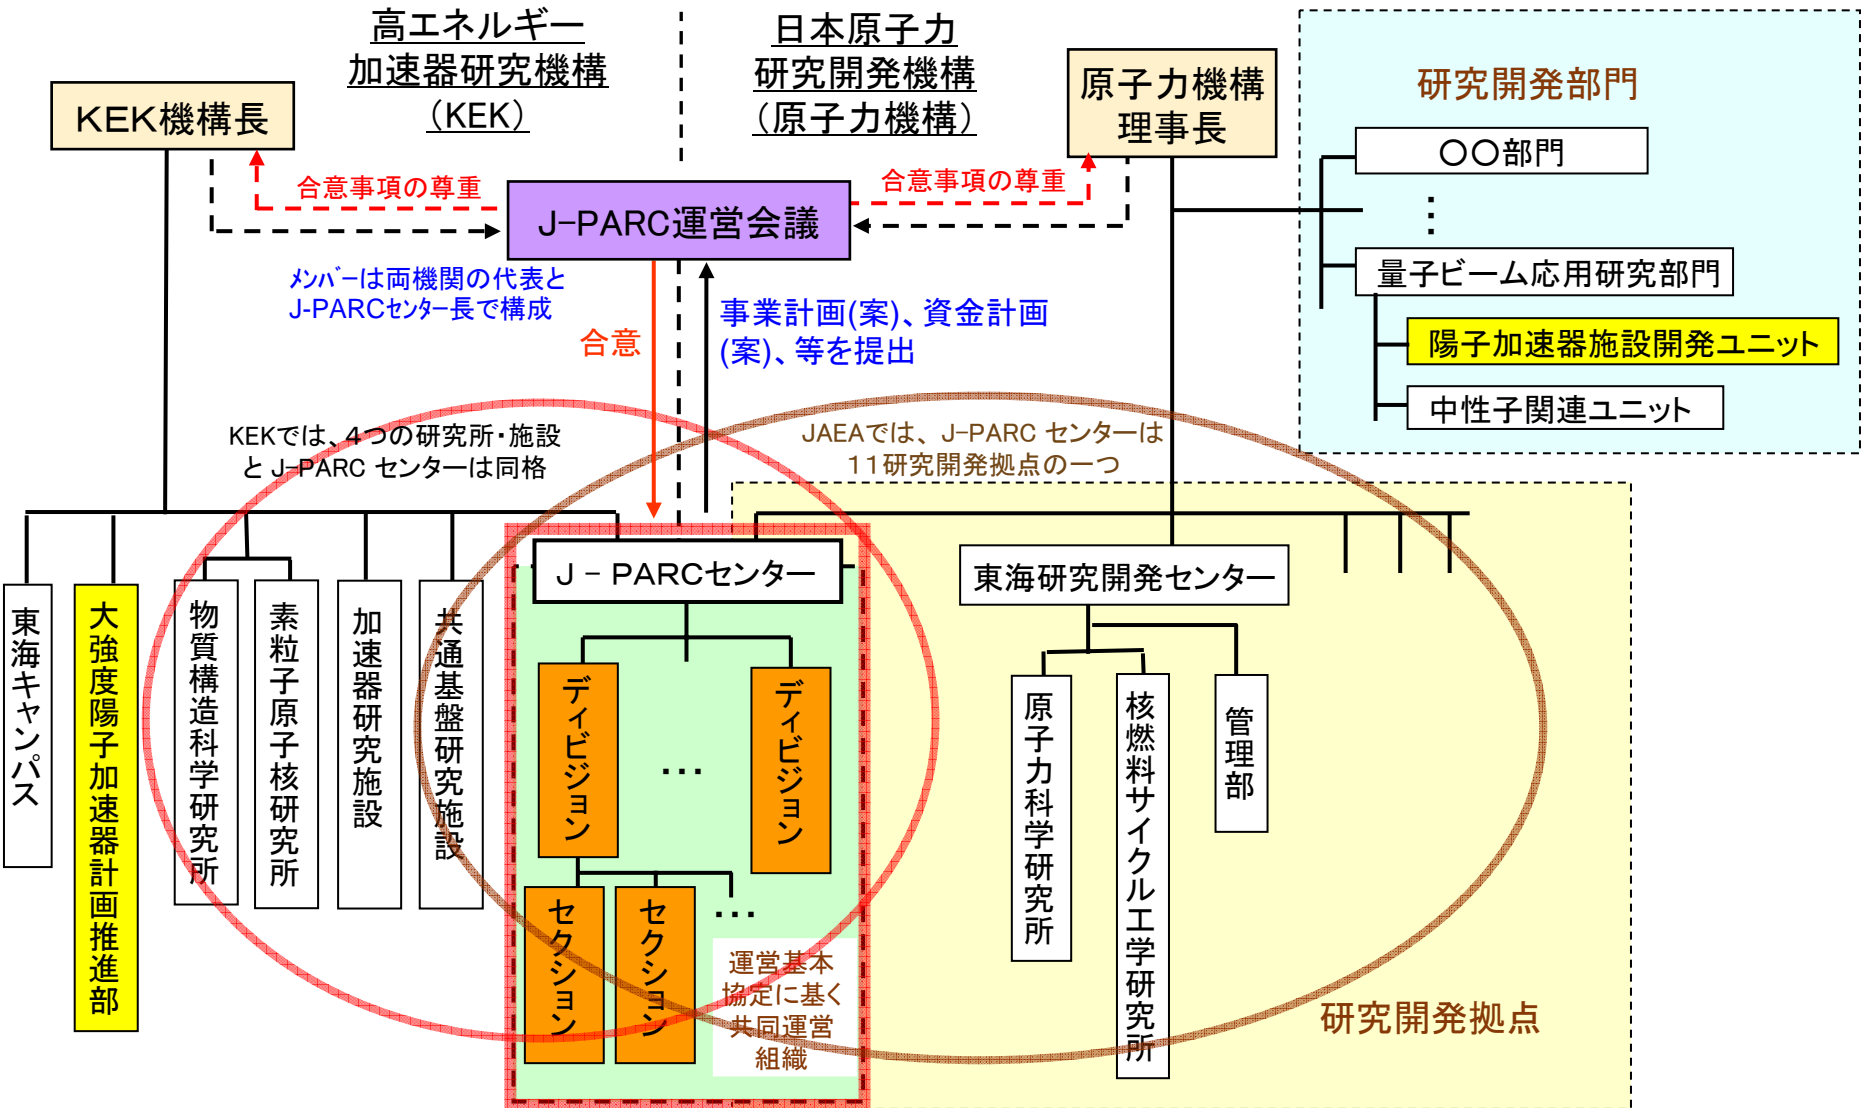 高エネルギー
加速器研究機構
（KEK）
日本原子力
研究開発機構
（原子力機構）
KEK機構長
原子力機構
理事長
研究開発部門
〇〇部門
⋮
量子ビーム応用研究部門
陽子加速器施設開発ユニット
中性子関連ユニット
合意事項の尊重
合意事項の尊重
J-PARC運営会議
メンバーは両機関の代表と
J-PARCセンター長で構成
合意
事業計画(案)、資金計画
(案)、等を提出
KEKでは、4つの研究所・施設
と J-PARC センターは同格
JAEAでは、J-PARC センターは
11研究開発拠点の一つ
J－PARCセンター
東海研究開発センター
東海キャンパス
大強度陽子加速器計画推進部
物質構造科学研究所
素粒子原子核研究所
加速器研究施設
共通基盤研究施設
ディビジョン
…
ディビジョン
セクション
セクション
…
運営基本
協定に基く
共同運営
組織
原子力科学研究所
核燃料サイクル工学研究所
管理部
研究開発拠点